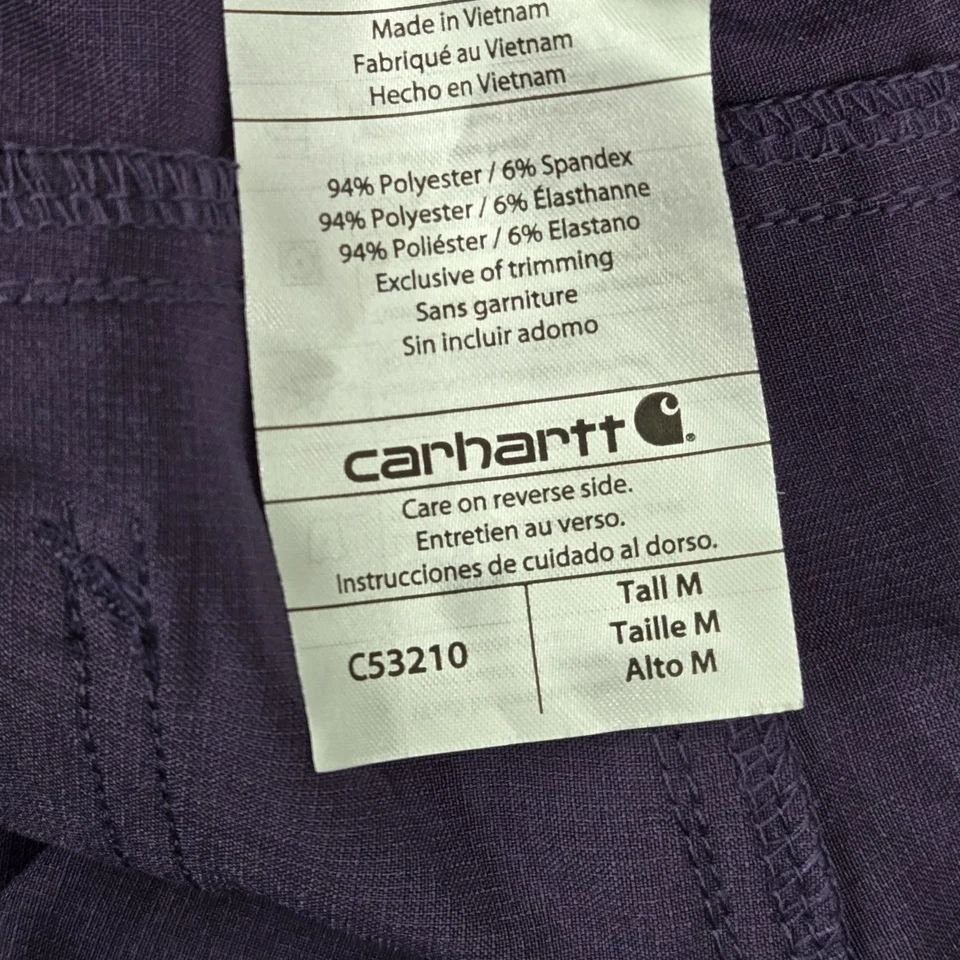 Made in Vietnam
Fabriqué au Vietnam
Hecho en Vietnam
94% Polyester / 6% Spandex
94% Polyester / 6% Élasthanne
94% Poliéster / 6% Elastano
Exclusive of trimming
Sans garniture
Sin incluir adomo
carhartt®
Care on reverse side.
Entretien au verso.
Instrucciones de cuidado al dorso.
C53210
Tall M
Taille M
Alto M